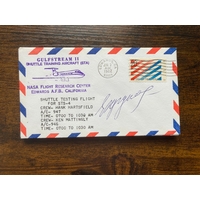 GULFSTREAM II
SHUTTLE TRAINING AIRCRAFT (STA)
NASA FLIGHT RESEARCH CENTER
EDWARDS A.F.B. CALIFORNIA
SHUTTLE TESTING FLIGHT
FOR STS-4
CREW- HANK HARTSFIELD
A/C- 947
TIME- 0700 TO 1030 AM
CREW- KEN MATTINGLY
A/C-946
TIME- 0700 TO 1030 AM